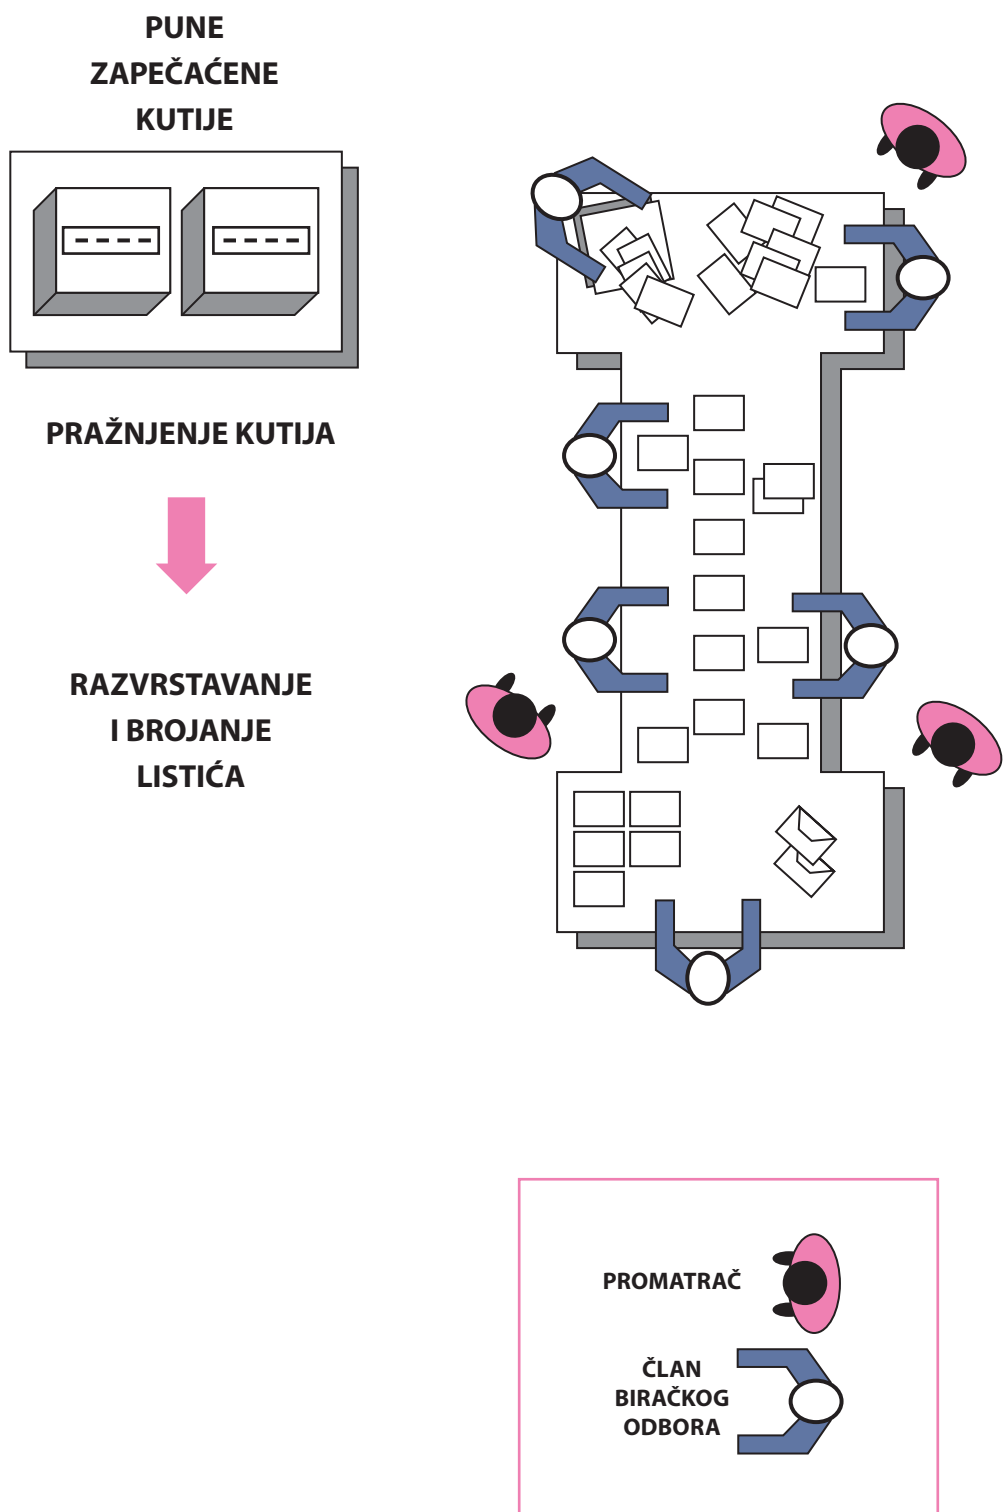 PUNE
ZAPEČAĆENE
KUTIJE
PRAŽNJENJE KUTIJA
RAZVRSTAVANJE
I BROJANJE
LISTIĆA
PROMATRAČ
ČLAN
BIRAČKOG
ODBORA